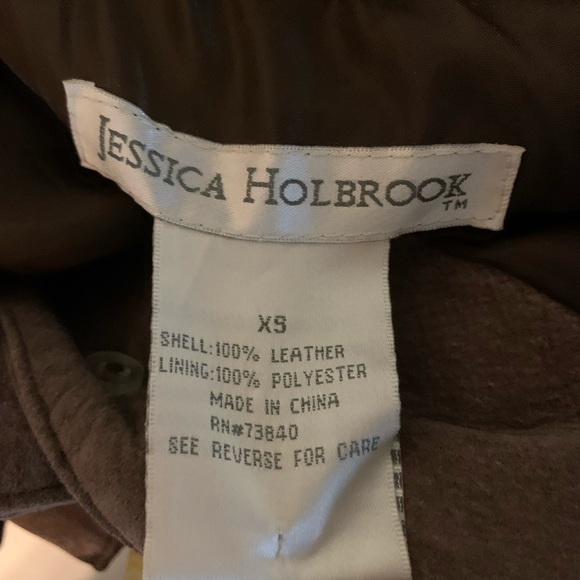 JESSICA HOLBROOK™
XS
SHELL:100% LEATHER
LINING:100% POLYESTER
MADE IN CHINA
RN#73840
SEE REVERSE FOR CARE